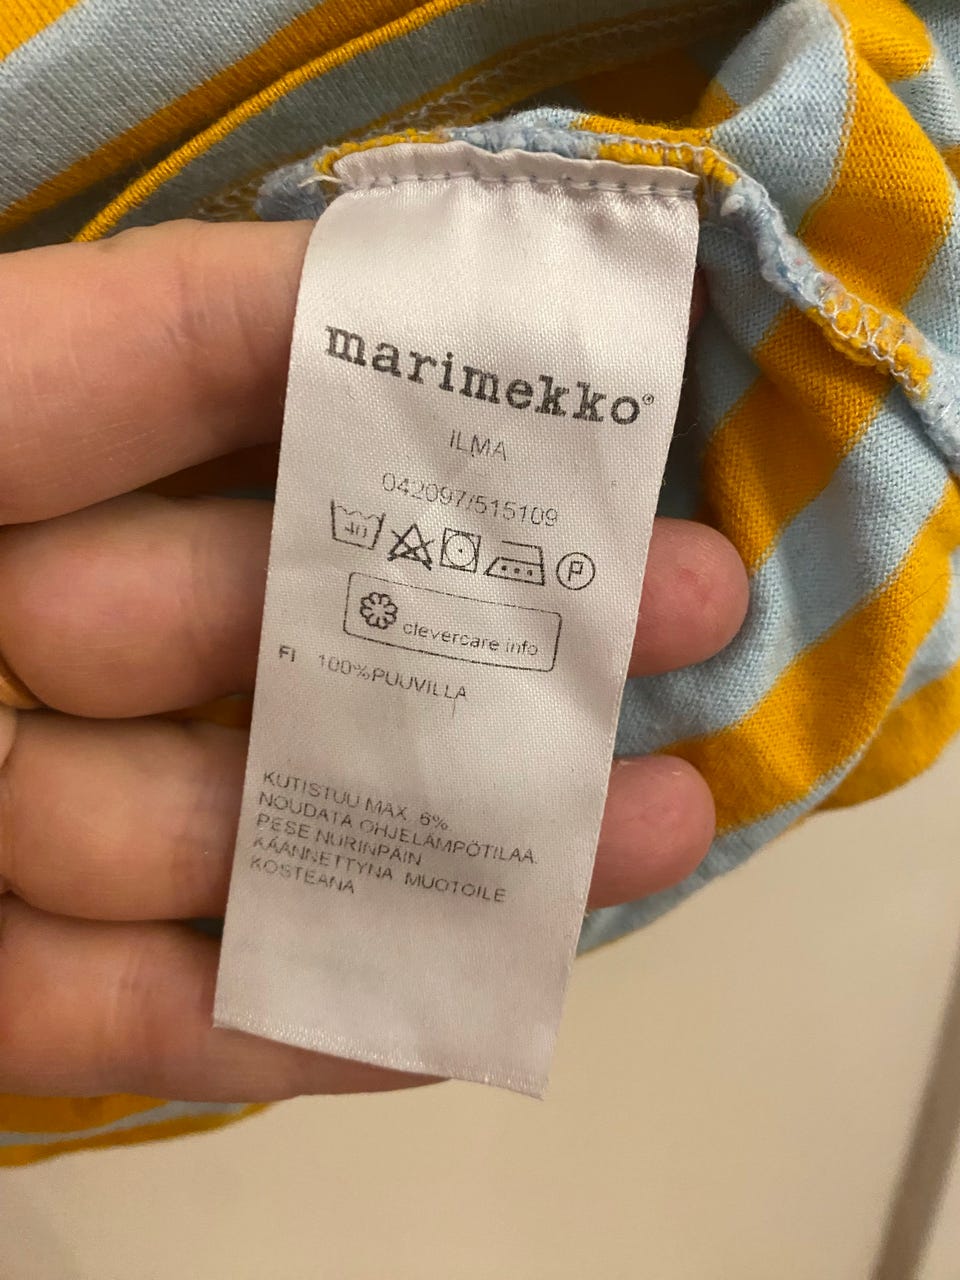 marimekko®
ILMA
042097/515109
40 P
clevercare info
FI 100%PUUVILLA
KUTISTUU MAX. 6%
NOUDATA OHJELÄMPÖTILAA.
PESE NURINPÄIN
KÄÄNNETTYNÄ MUOTOILE
KOSTEANA